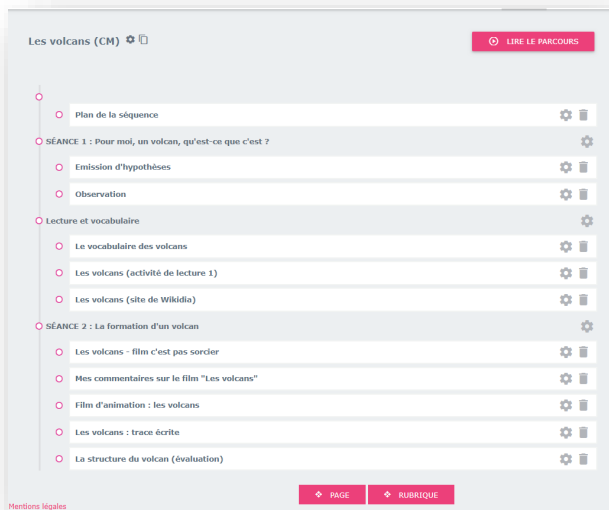 Les volcans (CM)
LIRE LE PARCOURS
Plan de la séquence
SÉANCE 1 : Pour moi, un volcan, qu'est-ce que c'est ?
Emission d'hypothèses
Observation
Lecture et vocabulaire
Le vocabulaire des volcans
Les volcans (activité de lecture 1)
Les volcans (site de Wikidia)
SÉANCE 2 : La formation d'un volcan
Les volcans - film c'est pas sorcier
Mes commentaires sur le film "Les volcans"
Film d'animation : les volcans
Les volcans : trace écrite
La structure du volcan (évaluation)
PAGE
RUBRIQUE
Mentions légales